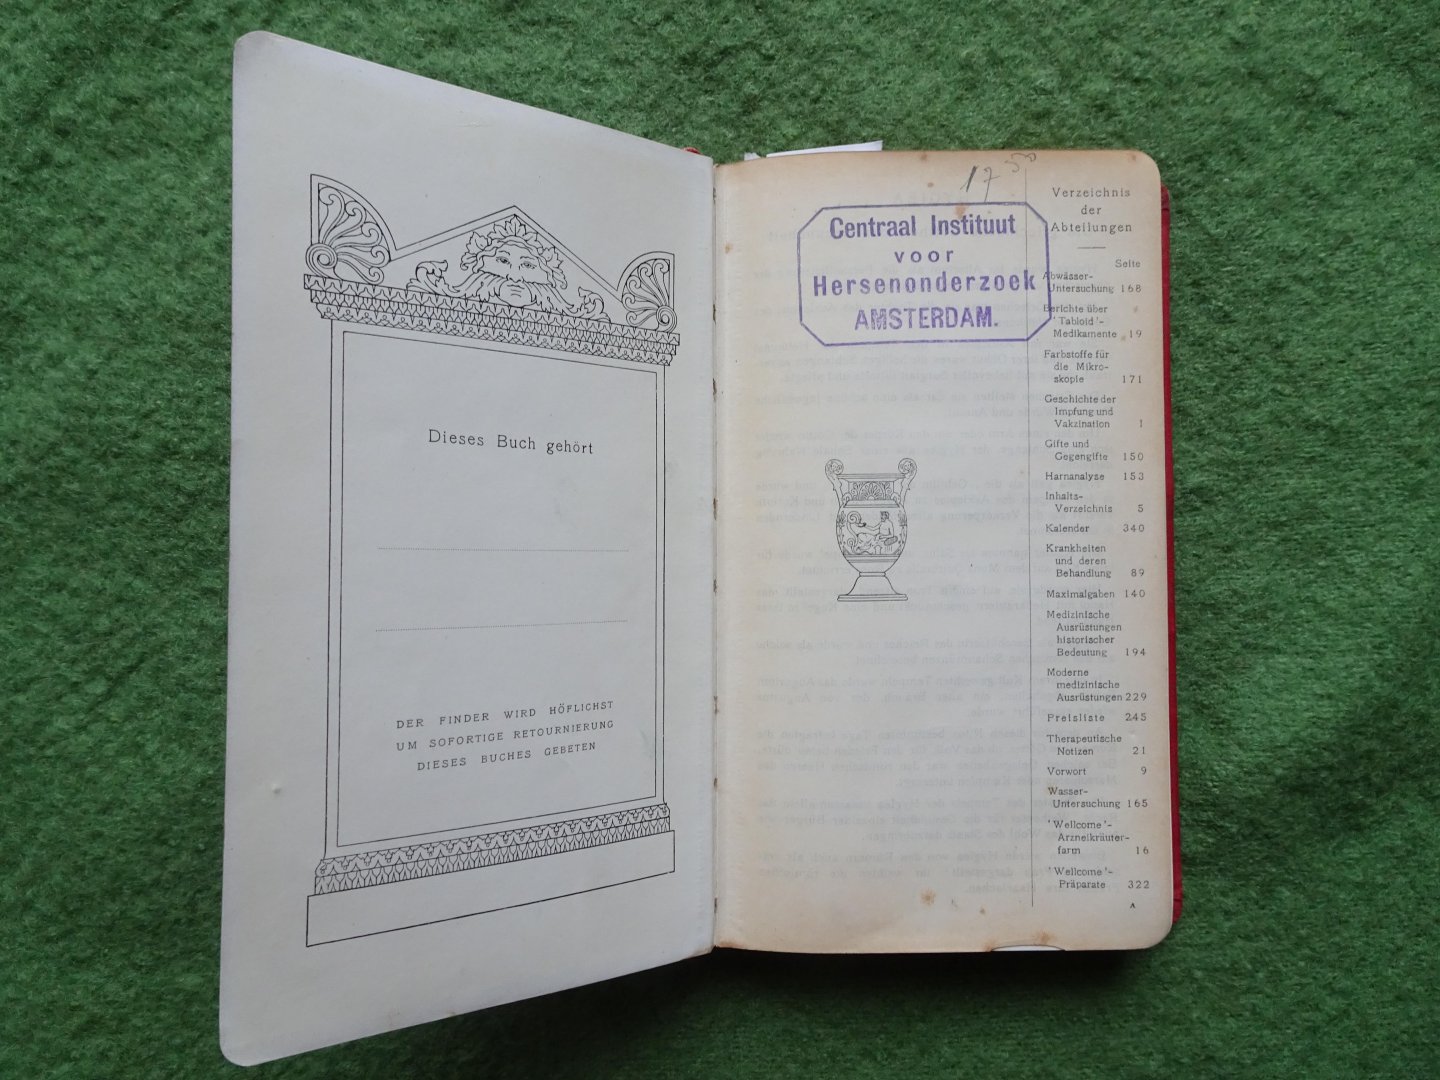 Dieses Buch gehört
DER FINDER WIRD HÖFLICHST
UM SOFORTIGE RETOURNIERUNG
DIESES BUCHES GEBETEN
17 50
Centraal Instituut
voor
Hersenonderzoek
AMSTERDAM.
Verzeichnis
der
Abteilungen
Seite
Abwässer-
Untersuchung 168
Berichte über
'Tabloid'-
Medikamente 19
Farbstoffe für
die Mikro-
skopie 171
Geschichte der
Impfung und
Vakzination 1
Gifte und
Gegengifte 150
Harnanalyse 153
Inhalts-
Verzeichnis 5
Kalender 340
Krankheiten
und deren
Behandlung 89
Maximalgaben 140
Medizinische
Ausrüstungen
historischer
Bedeutung 194
Moderne
medizinische
Ausrüstungen 229
Preisliste 245
Therapeutische
Notizen 21
Vorwort 9
Wasser-
Untersuchung 165
'Wellcome'-
Arzneikräuter-
farm 16
'Wellcome'-
Präparate 322
A